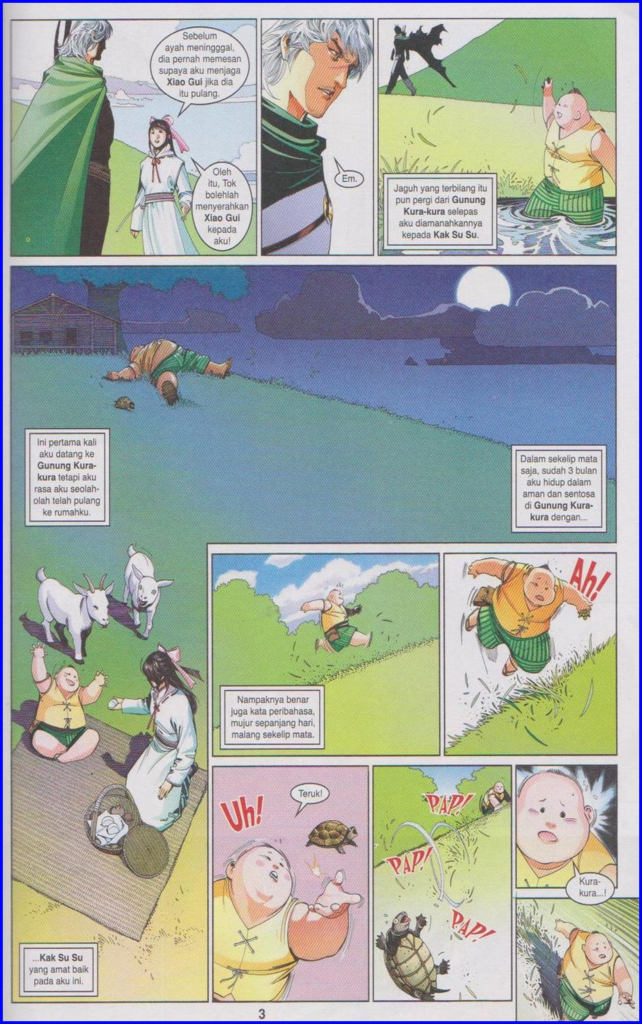 Sebelum
ayah meningggal,
dia pernah memesan
supaya aku menjaga
Xiao Gui jika dia
itu pulang.
Oleh
itu, Tok
bolehlah
menyerahkan
Xiao Gui
kepada
aku!
Em.
Jaguh yang terbilang itu
pun pergi dari Gunung
Kura-kura selepas
aku diamanahkannya
kepada Kak Su Su.
Ini pertama kali
aku datang ke
Gunung Kura-
kura tetapi aku
rasa aku seolah-
olah telah pulang
ke rumahku.
Dalam sekelip mata
saja, sudah 3 bulan
aku hidup dalam
aman dan sentosa
di Gunung Kura-
kura dengan...
...Kak Su Su
yang amat baik
pada aku ini.
Nampaknya benar
juga kata peribahasa,
mujur sepanjang hari,
malang sekelip mata.
Ah!
Uh!
Teruk!
PAP!
PAP!
PAP!
Kura-
kura...!
3